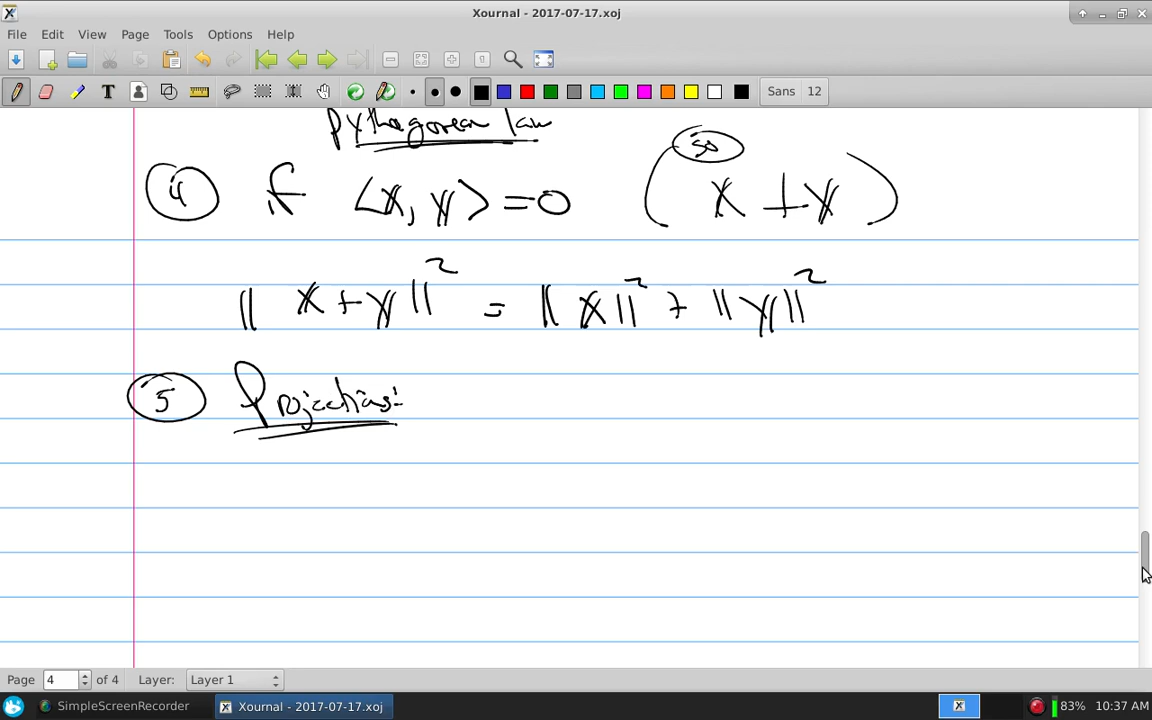 Xournal - 2017-07-17.xoj
File Edit View Page Tools Options Help
Sans 12
Pythagorean law
④ if ⟨x, y⟩ = 0 (so x ⊥ y)
‖x + y‖² = ‖x‖² + ‖y‖²
⑤ Projections:
Page 4 of 4 Layer: Layer 1
SimpleScreenRecorder Xournal - 2017-07-17.xoj 83% 10:37 AM